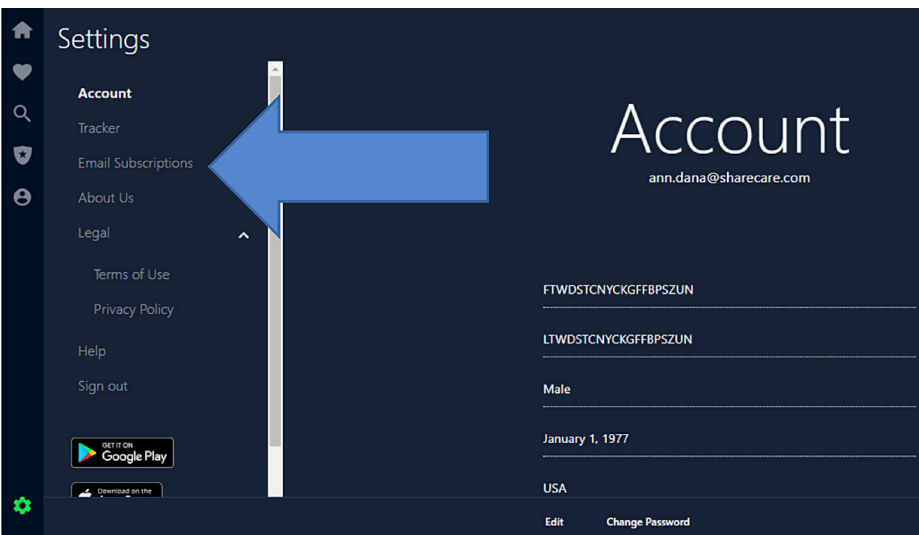 Settings
Account
Tracker
Email Subscriptions
About Us
Legal
Terms of Use
Privacy Policy
Help
Sign out
GET IT ON
Google Play
Download on the
Account
ann.dana@sharecare.com
FTWDSTCNYCKGFFBPSZUN
LTWDSTCNYCKGFFBPSZUN
Male
January 1, 1977
USA
Edit Change Password